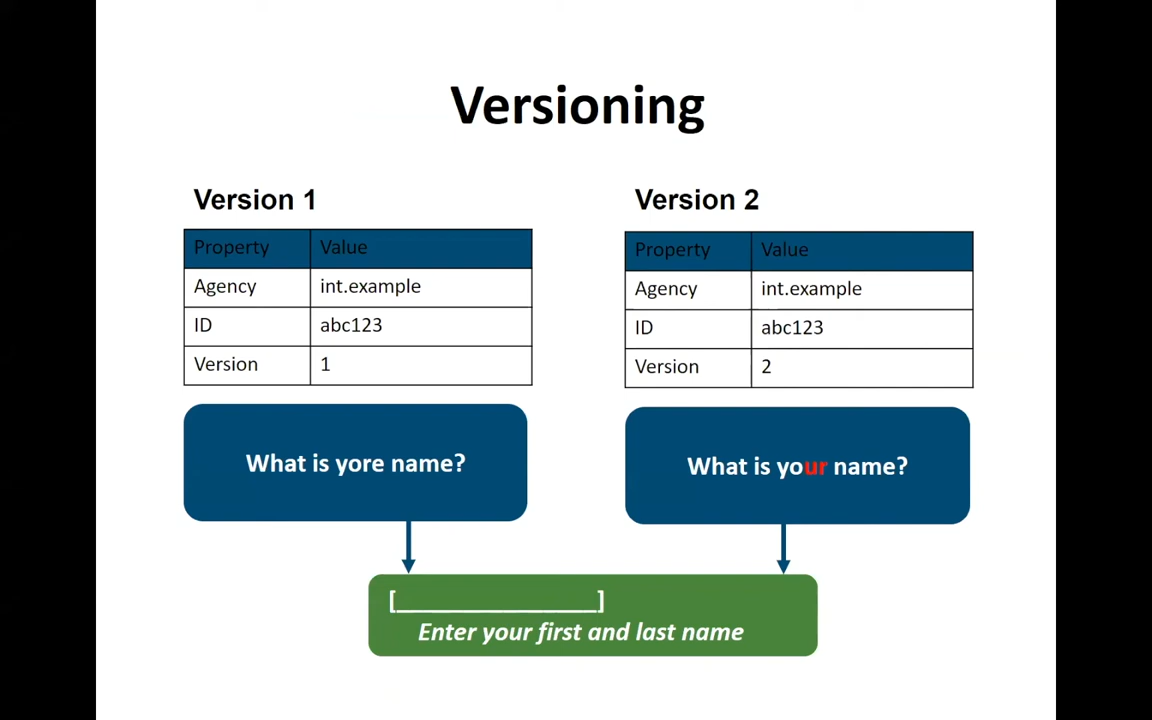 Versioning
Version 1
Property Value
Agency int.example
ID abc123
Version 1
What is yore name?
Version 2
Property Value
Agency int.example
ID abc123
Version 2
What is your name?
[________________]
Enter your first and last name